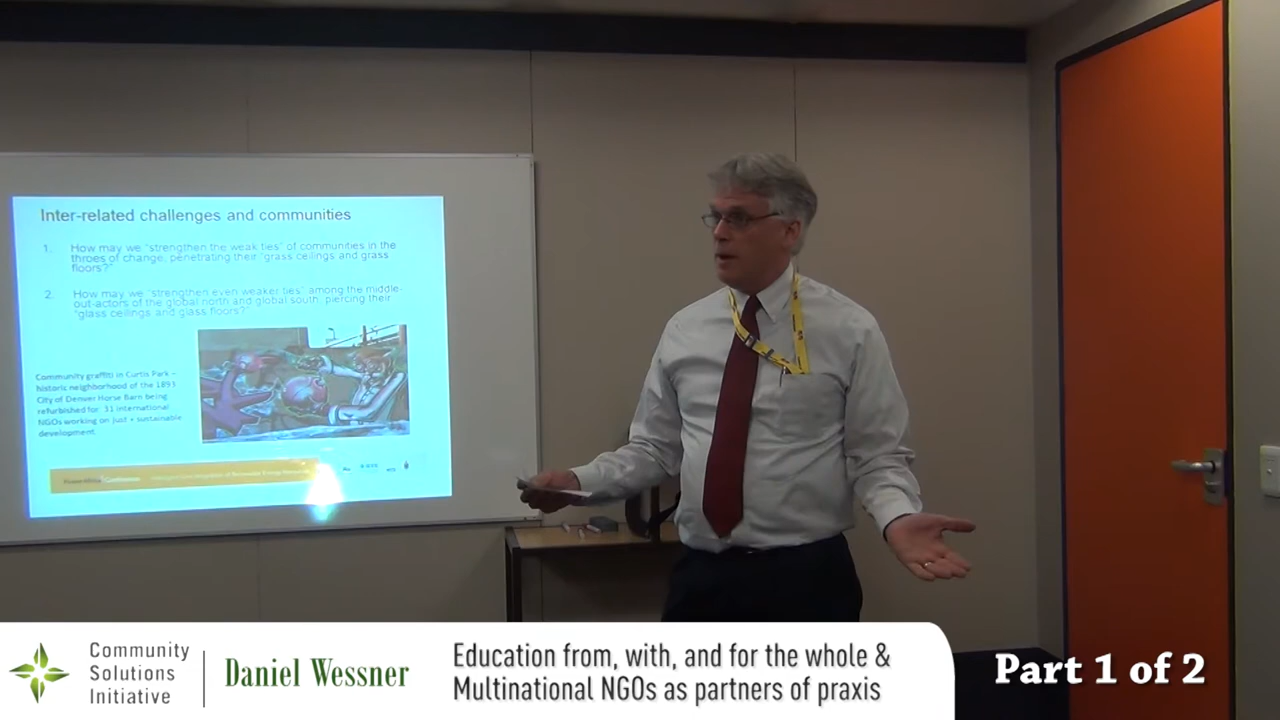 Inter-related challenges and communities
1. How may we "strengthen the weak ties" of communities in the
throes of change, penetrating their "grass ceilings and grass
floors?"
2. How may we "strengthen even weaker ties" among the middle-
out-actors of the global north and global south, piercing their
"glass ceilings and glass floors?"
Community graffiti in Curtis Park –
historic neighborhood of the 1893
City of Denver Horse Barn being
refurbished for 31 international
NGOs working on just + sustainable
development.
PowerAfrica Conference
Community
Solutions
Initiative
Daniel Wessner
Education from, with, and for the whole &
Multinational NGOs as partners of praxis
Part 1 of 2